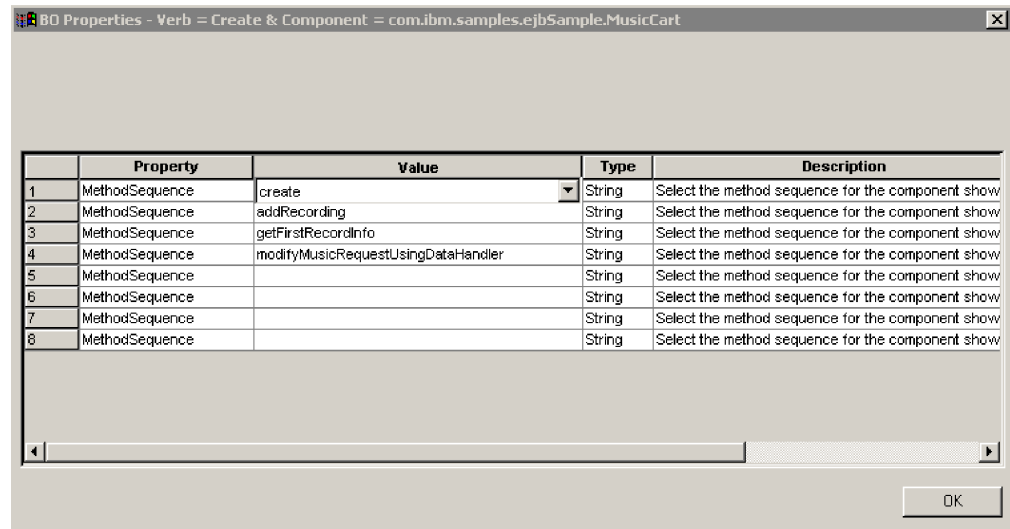 BO Properties - Verb = Create & Component = com.ibm.samples.ejbSample.MusicCart
Property Value Type Description
1 MethodSequence create String Select the method sequence for the component show
2 MethodSequence addRecording String Select the method sequence for the component show
3 MethodSequence getFirstRecordInfo String Select the method sequence for the component show
4 MethodSequence modifyMusicRequestUsingDataHandler String Select the method sequence for the component show
5 MethodSequence String Select the method sequence for the component show
6 MethodSequence String Select the method sequence for the component show
7 MethodSequence String Select the method sequence for the component show
8 MethodSequence String Select the method sequence for the component show
OK